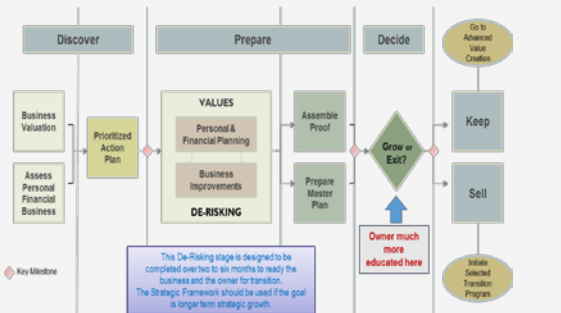 Discover
Prepare
Decide
Go to
Advanced
Value
Creation
Business
Valuation
Assess
Personal
Financial
Business
Prioritized
Action
Plan
VALUES
Personal &
Financial Planning
Business
Improvements
DE-RISKING
Assemble
Proof
Prepare
Master
Plan
Grow or
Exit?
Keep
Sell
Owner much
more
educated here
Initiate
Selected
Transition
Program
Key Milestone
This De-Risking stage is designed to be
completed over two to six months to ready the
business and the owner for transition.
The Strategic Framework should be used if the goal
is longer term strategic growth.